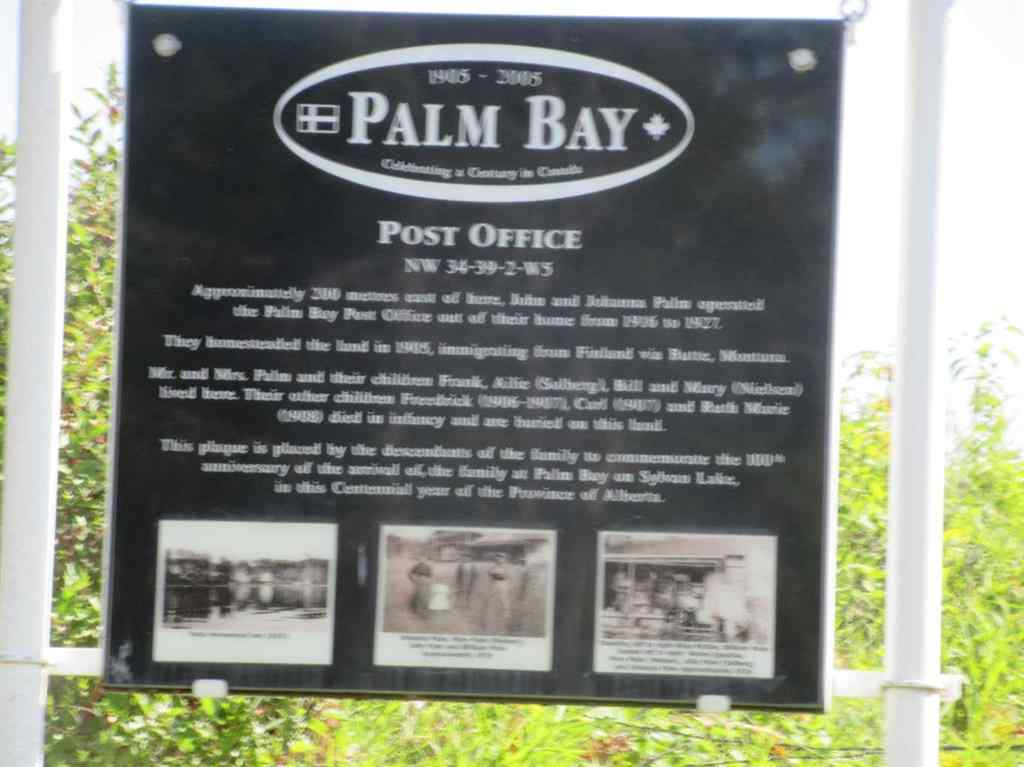 1905 - 2005
PALM BAY
Celebrating a Century in Canada
POST OFFICE
NW 34-39-2-W5
Approximately 200 metres east of here, John and Johanna Palm operated
the Palm Bay Post Office out of their home from 1926 to 1927.
They homesteaded the land in 1905, immigrating from Finland via Butte, Montana.
Mr. and Mrs. Palm and their children Frank, Ailie (Solberg), Bill and Mary (Nielsen)
lived here. Their other children Freedrick (1906-1907), Carl (1907) and Ruth Marie
(1908) died in infancy and are buried on this land.
This plaque is placed by the descendants of the family to commemorate the 100th
anniversary of the arrival of, the family at Palm Bay on Sylvan Lake,
in this Centennial year of the Province of Alberta.